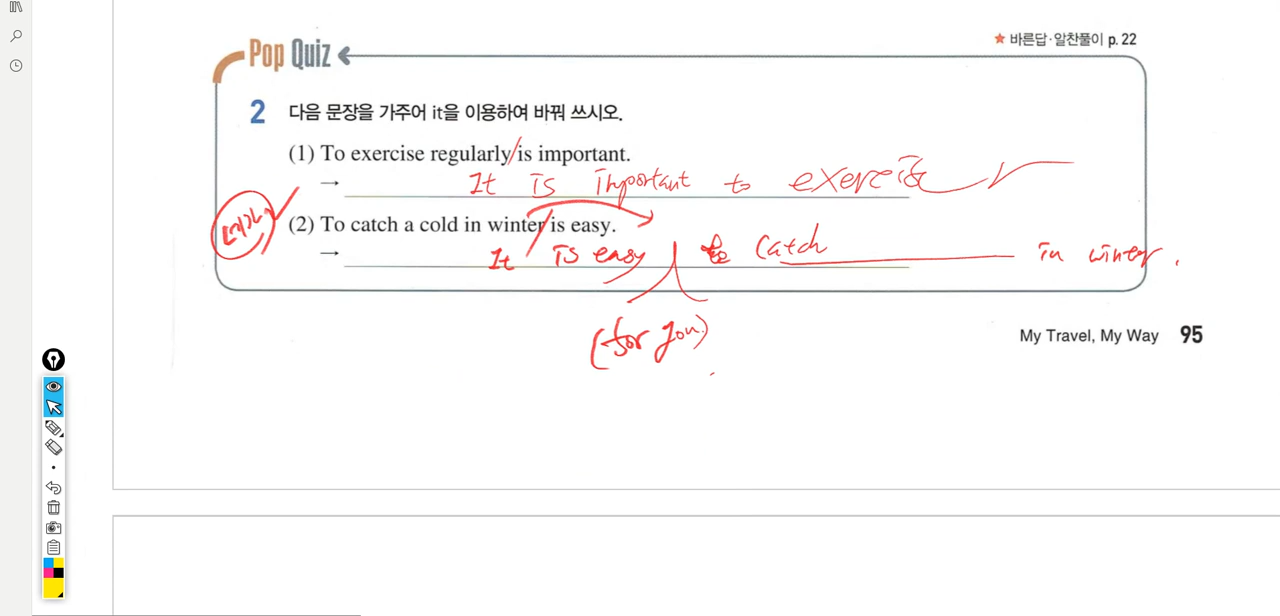 ★ 바른답·알찬풀이 p.22
Pop Quiz
2 다음 문장을 가주어 it을 이용하여 바꿔 쓰시오.
(1) To exercise regularly/is important.
→ It is important to exercise
(2) To catch a cold in winter/is easy.
→ It is easy to catch in winter.
(for you)
My Travel, My Way 95